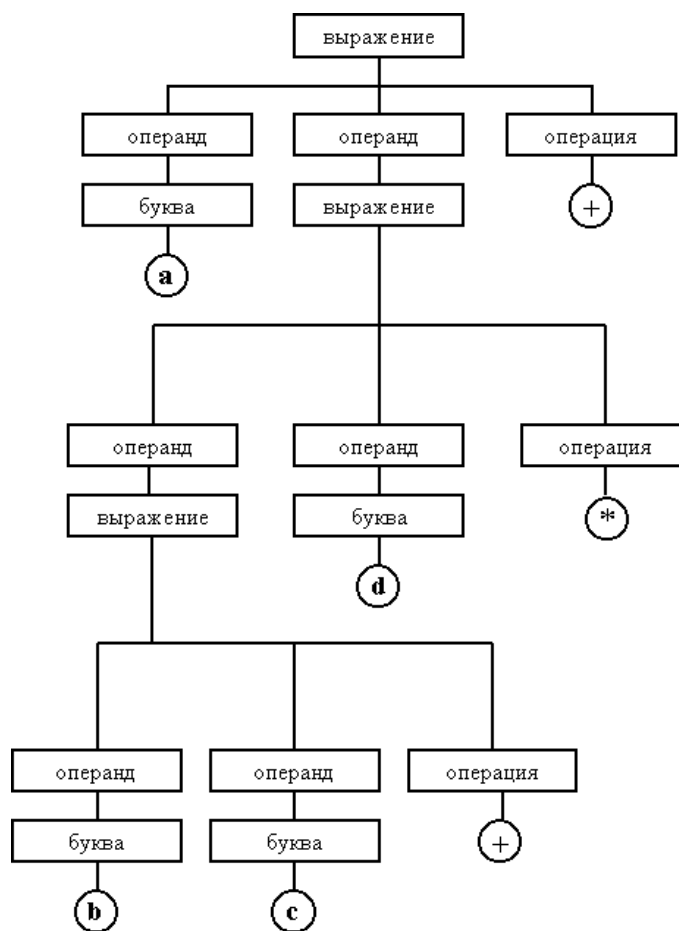 выражение
операнд операнд операция
буква выражение +
a
операнд операнд операция
выражение буква *
d
операнд операнд операция
буква буква +
b c